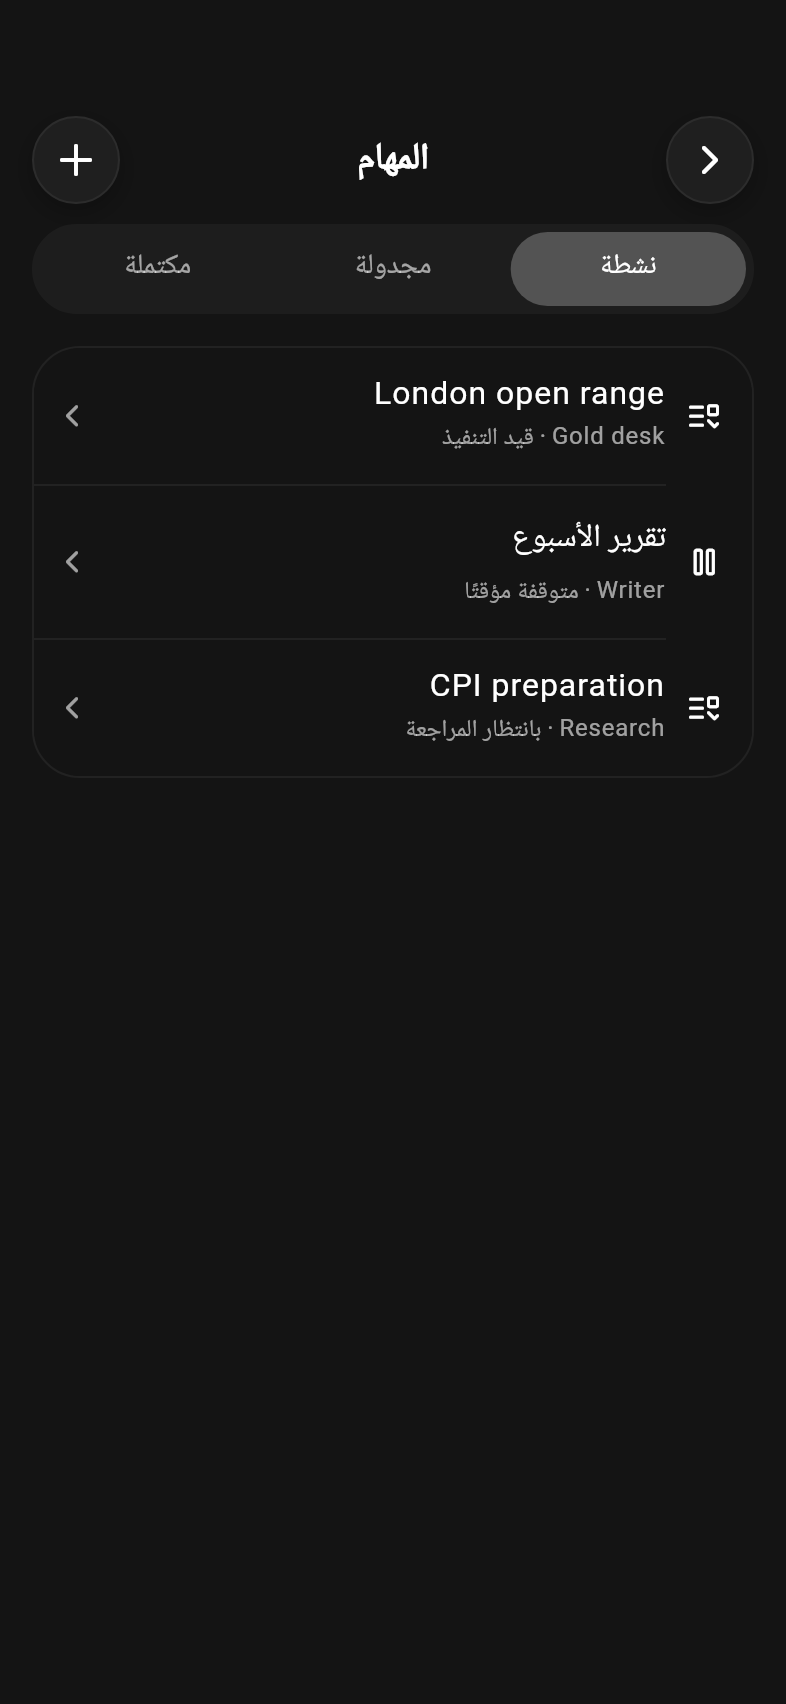 المهام
نشطة
مجدولة
مكتملة
London open range
Gold desk · قيد التنفيذ
تقرير الأسبوع
Writer · متوقفة مؤقتًا
CPI preparation
Research · بانتظار المراجعة